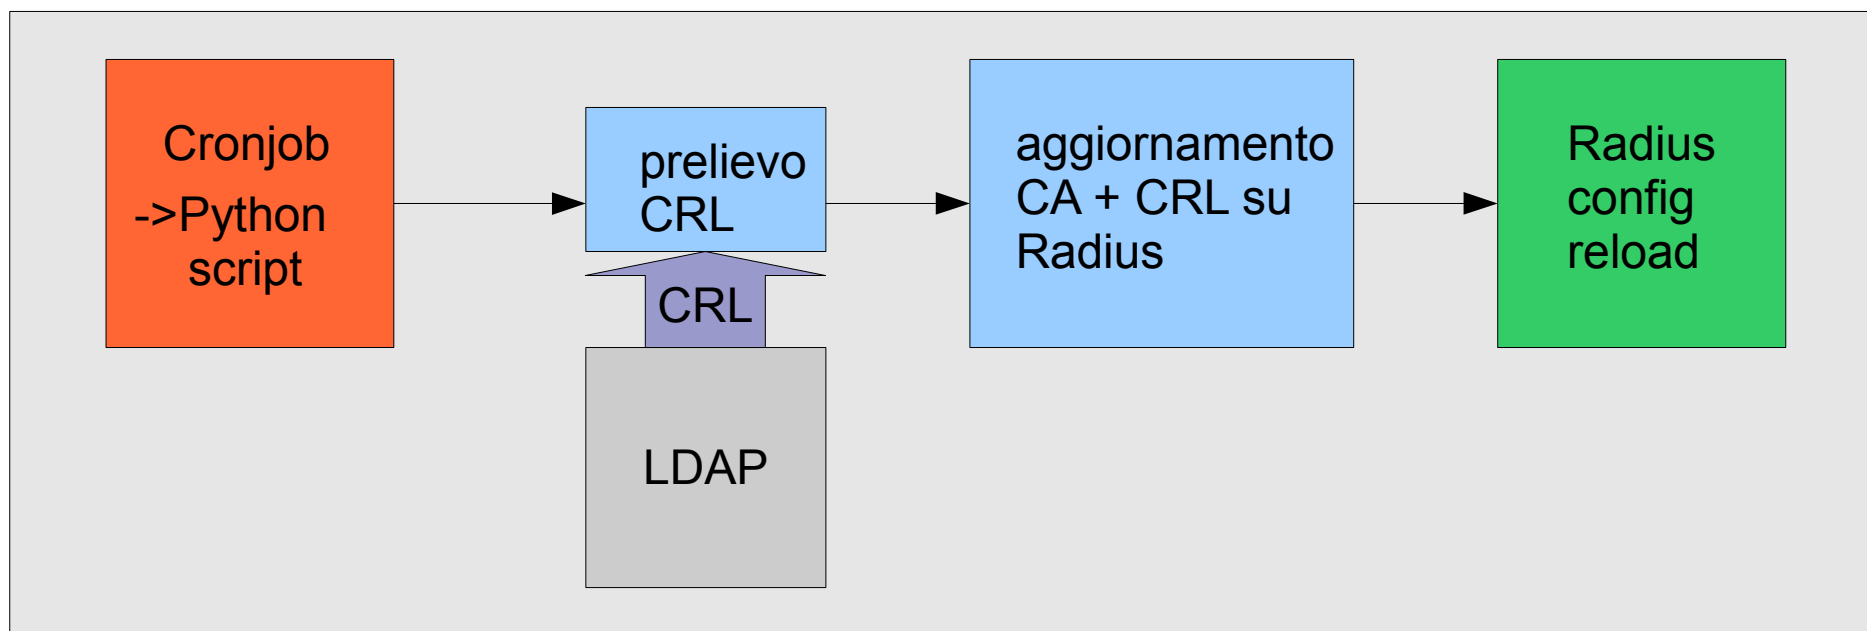 Cronjob
->Python
script
prelievo
CRL
CRL
LDAP
aggiornamento
CA + CRL su
Radius
Radius
config
reload